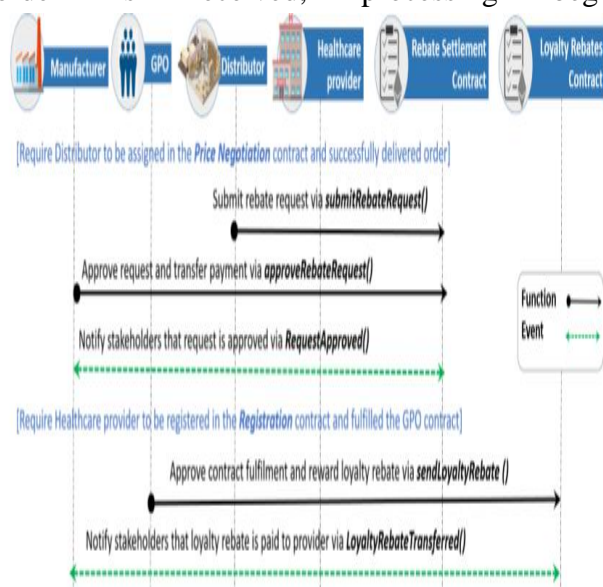 Manufacturer
GPO
Distributor
Healthcare
provider
Rebate Settlement
Contract
Loyalty Rebates
Contract
[Require Distributor to be assigned in the Price Negotiation contract and successfully delivered order]
Submit rebate request via submitRebateRequest()
Approve request and transfer payment via approveRebateRequest()
Function
Event
Notify stakeholders that request is approved via RequestApproved()
[Require Healthcare provider to be registered in the Registration contract and fulfilled the GPO contract]
Approve contract fulfilment and reward loyalty rebate via sendLoyaltyRebate ()
Notify stakeholders that loyalty rebate is paid to provider via LoyaltyRebateTransferred()